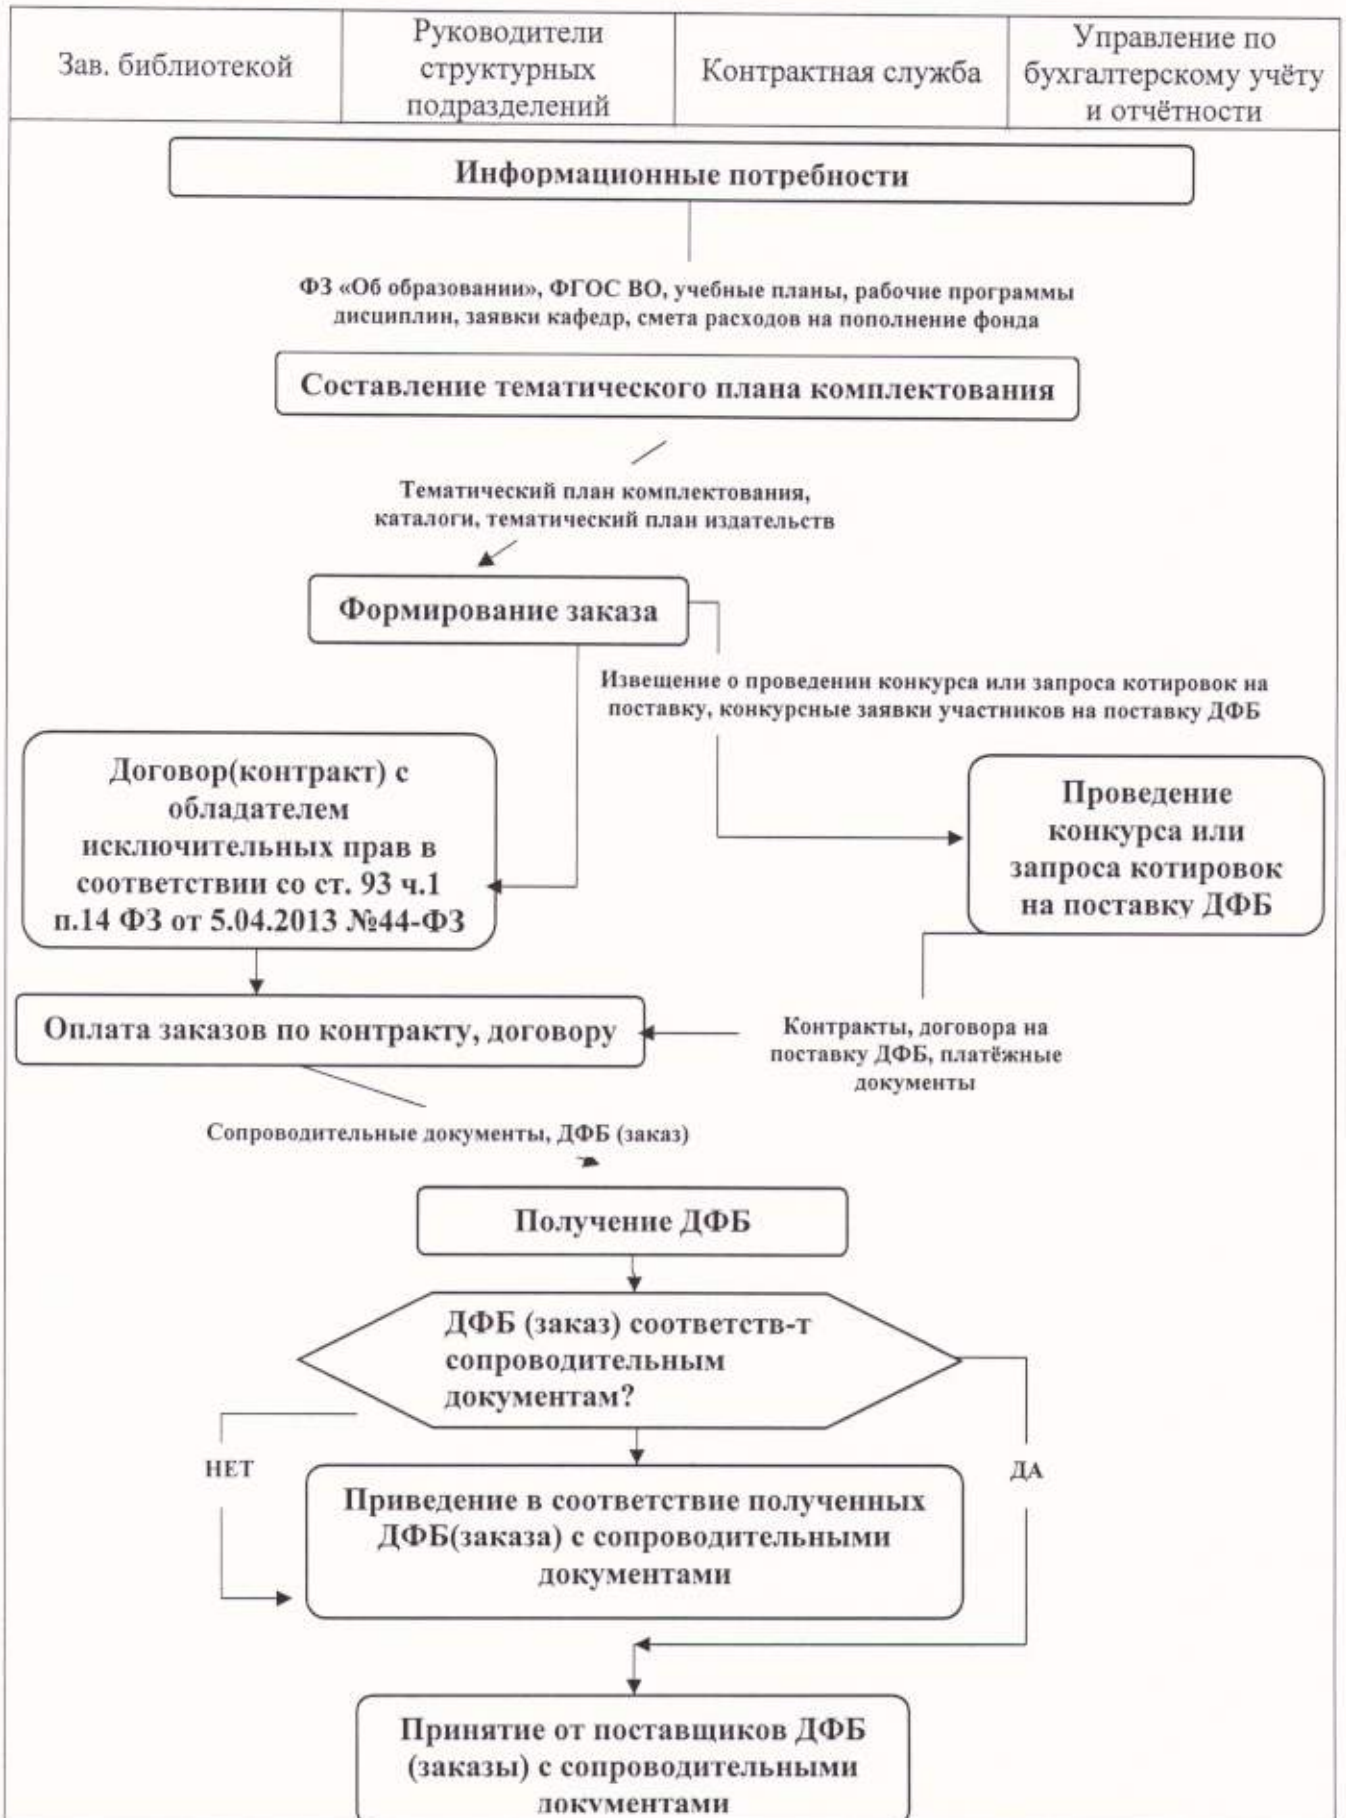 Зав. библиотекой
Руководители
структурных
подразделений
Контрактная служба
Управление по
бухгалтерскому учёту
и отчётности
Информационные потребности
ФЗ «Об образовании», ФГОС ВО, учебные планы, рабочие программы
дисциплин, заявки кафедр, смета расходов на пополнение фонда
Составление тематического плана комплектования
Тематический план комплектования,
каталоги, тематический план издательств
Формирование заказа
Извещение о проведении конкурса или запроса котировок на
поставку, конкурсные заявки участников на поставку ДФБ
Договор(контракт) с
обладателем
исключительных прав в
соответствии со ст. 93 ч.1
п.14 ФЗ от 5.04.2013 №44-ФЗ
Проведение
конкурса или
запроса котировок
на поставку ДФБ
Оплата заказов по контракту, договору
Контракты, договора на
поставку ДФБ, платёжные
документы
Сопроводительные документы, ДФБ (заказ)
Получение ДФБ
ДФБ (заказ) соответств-т
сопроводительным
документам?
НЕТ
ДА
Приведение в соответствие полученных
ДФБ(заказа) с сопроводительными
документами
Принятие от поставщиков ДФБ
(заказы) с сопроводительными
документами